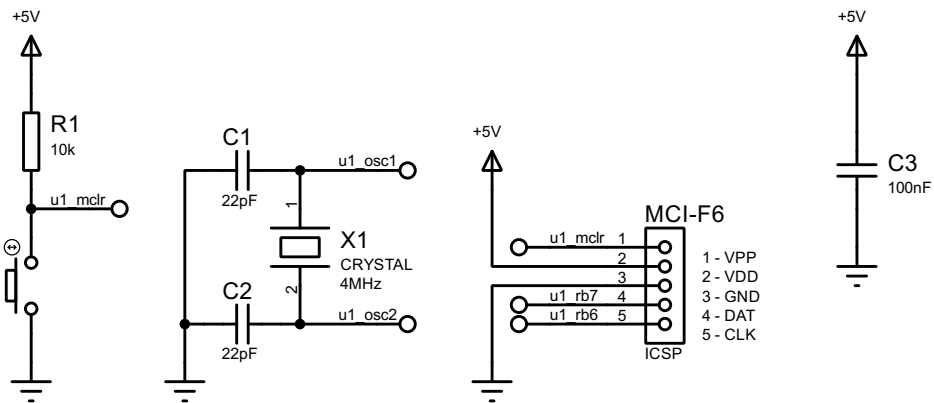 +5V
R1
10k
u1_mclr
C1
22pF
u1_osc1
1
X1
CRYSTAL
4MHz
2
C2
22pF
u1_osc2
+5V
MCI-F6
u1_mclr 1
2
3
u1_rb7 4
u1_rb6 5
1 - VPP
2 - VDD
3 - GND
4 - DAT
5 - CLK
ICSP
+5V
C3
100nF